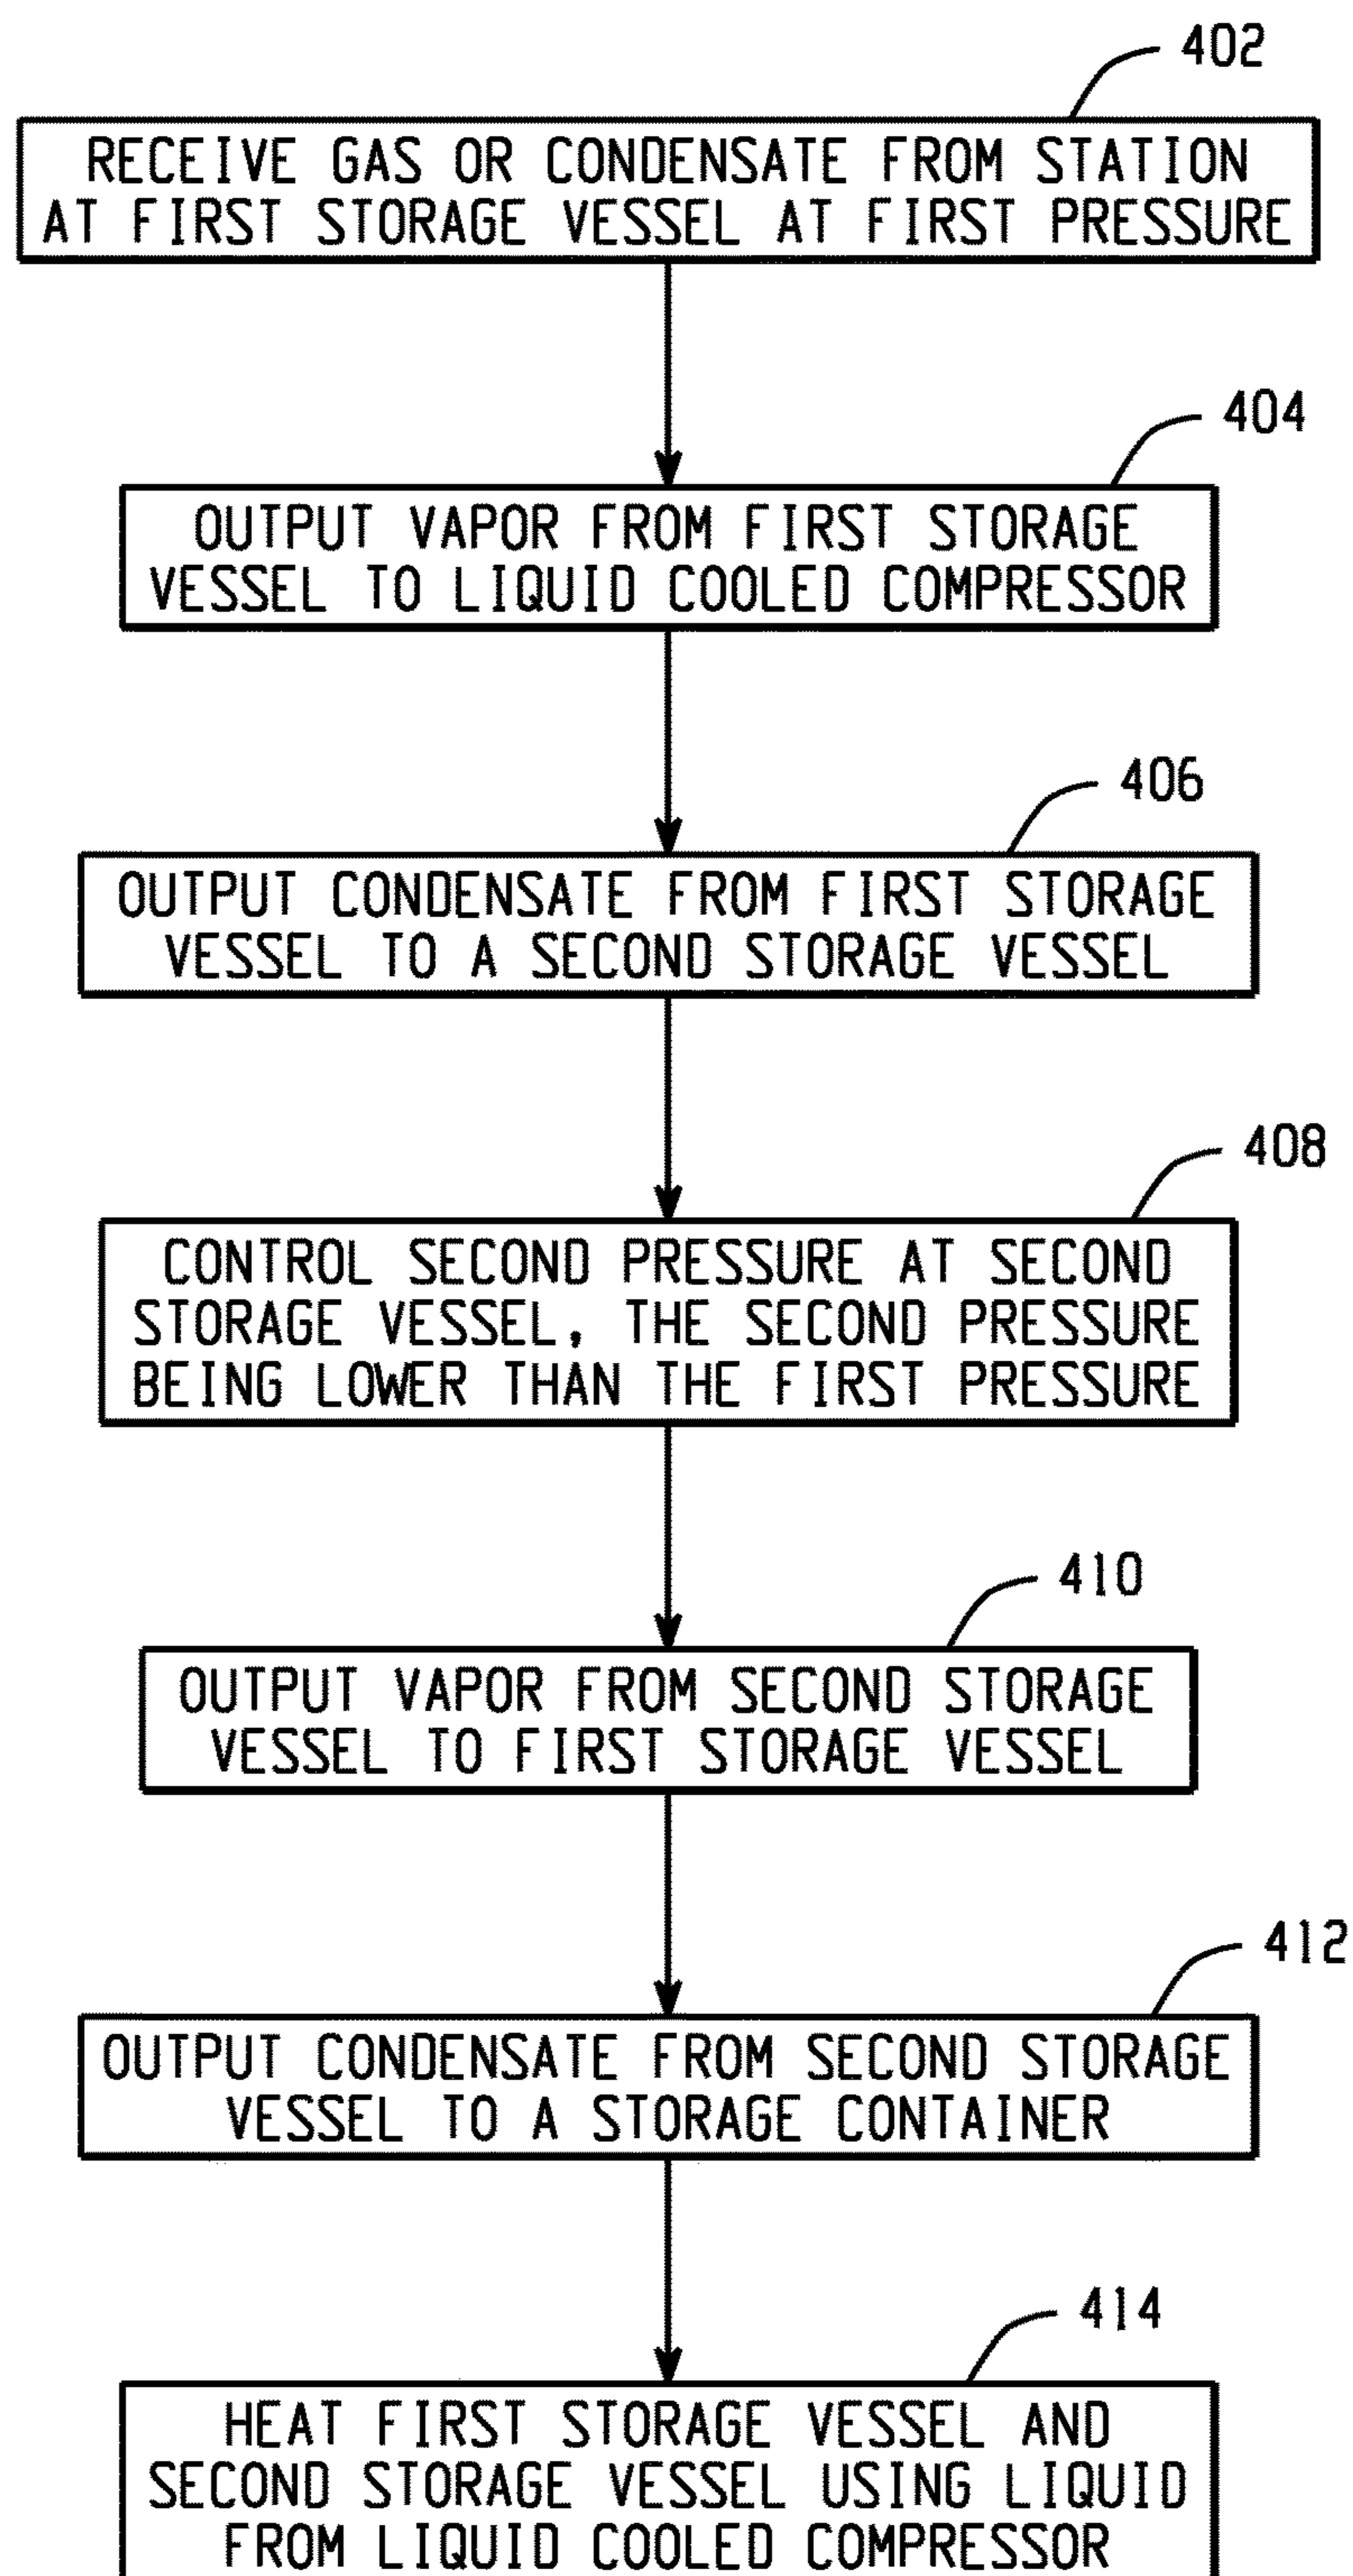 402
RECEIVE GAS OR CONDENSATE FROM STATION
AT FIRST STORAGE VESSEL AT FIRST PRESSURE
404
OUTPUT VAPOR FROM FIRST STORAGE
VESSEL TO LIQUID COOLED COMPRESSOR
406
OUTPUT CONDENSATE FROM FIRST STORAGE
VESSEL TO A SECOND STORAGE VESSEL
408
CONTROL SECOND PRESSURE AT SECOND
STORAGE VESSEL, THE SECOND PRESSURE
BEING LOWER THAN THE FIRST PRESSURE
410
OUTPUT VAPOR FROM SECOND STORAGE
VESSEL TO FIRST STORAGE VESSEL
412
OUTPUT CONDENSATE FROM SECOND STORAGE
VESSEL TO A STORAGE CONTAINER
414
HEAT FIRST STORAGE VESSEL AND
SECOND STORAGE VESSEL USING LIQUID
FROM LIQUID COOLED COMPRESSOR